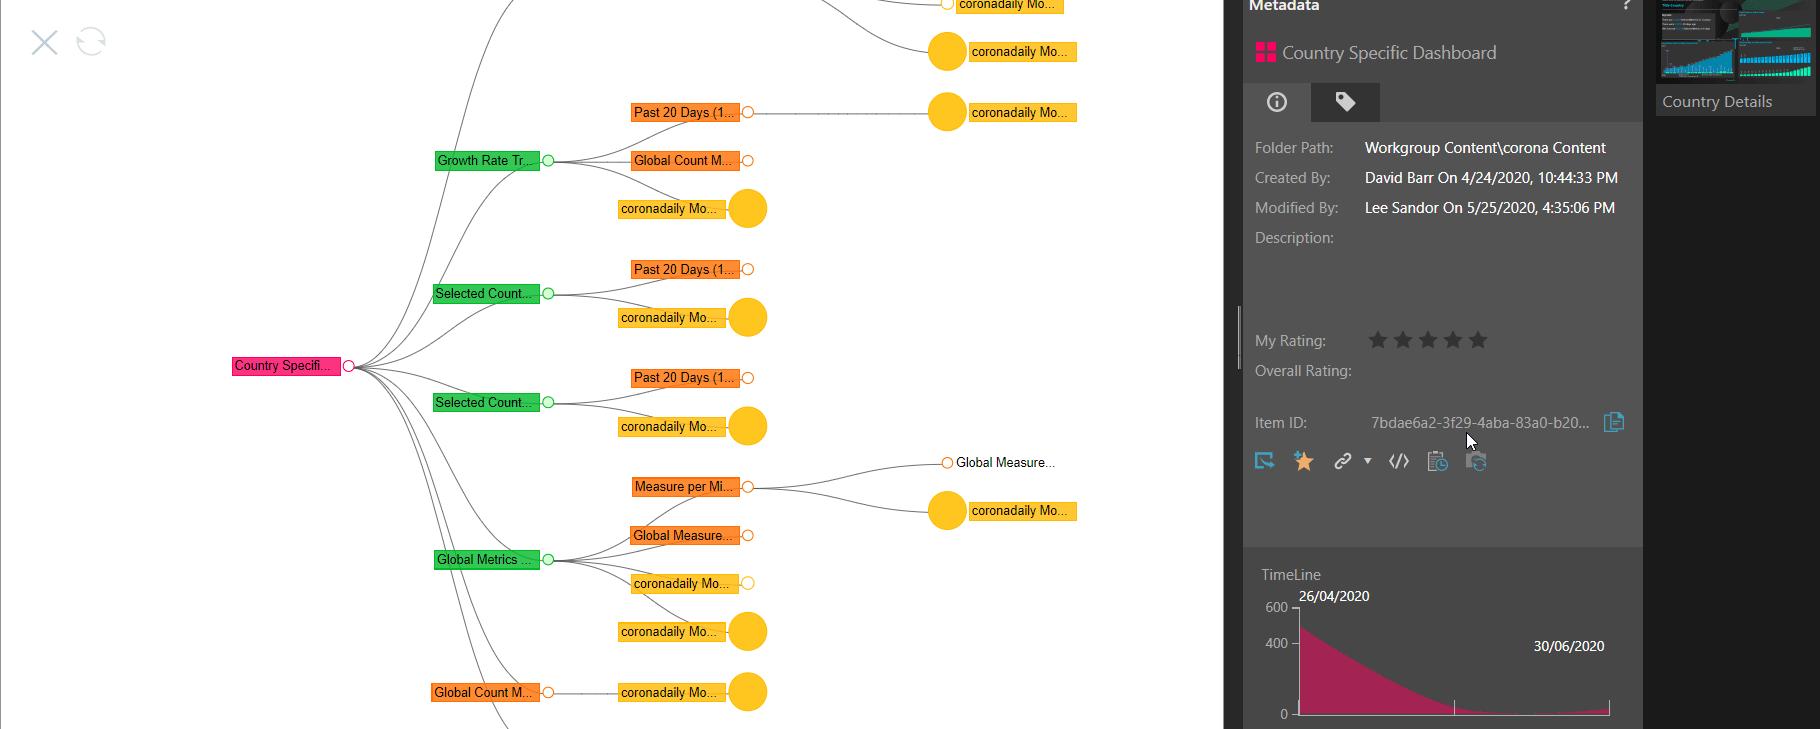 coronadaily Mo...
coronadaily Mo...
Past 20 Days (1...
coronadaily Mo...
Growth Rate Tr...
Global Count M...
coronadaily Mo...
Past 20 Days (1...
Selected Count...
coronadaily Mo...
Country Specifi...
Past 20 Days (1...
Selected Count...
coronadaily Mo...
Global Measure...
Measure per Mi...
coronadaily Mo...
Global Measure...
Global Metrics ...
coronadaily Mo...
coronadaily Mo...
Global Count M...
coronadaily Mo...
Metadata
?
Country Specific Dashboard
Folder Path: Workgroup Content\corona Content
Created By: David Barr On 4/24/2020, 10:44:33 PM
Modified By: Lee Sandor On 5/25/2020, 4:35:06 PM
Description:
My Rating:
Overall Rating:
Item ID: 7bdae6a2-3f29-4aba-83a0-b20...
TimeLine
26/04/2020
600
400
30/06/2020
0
Country Details